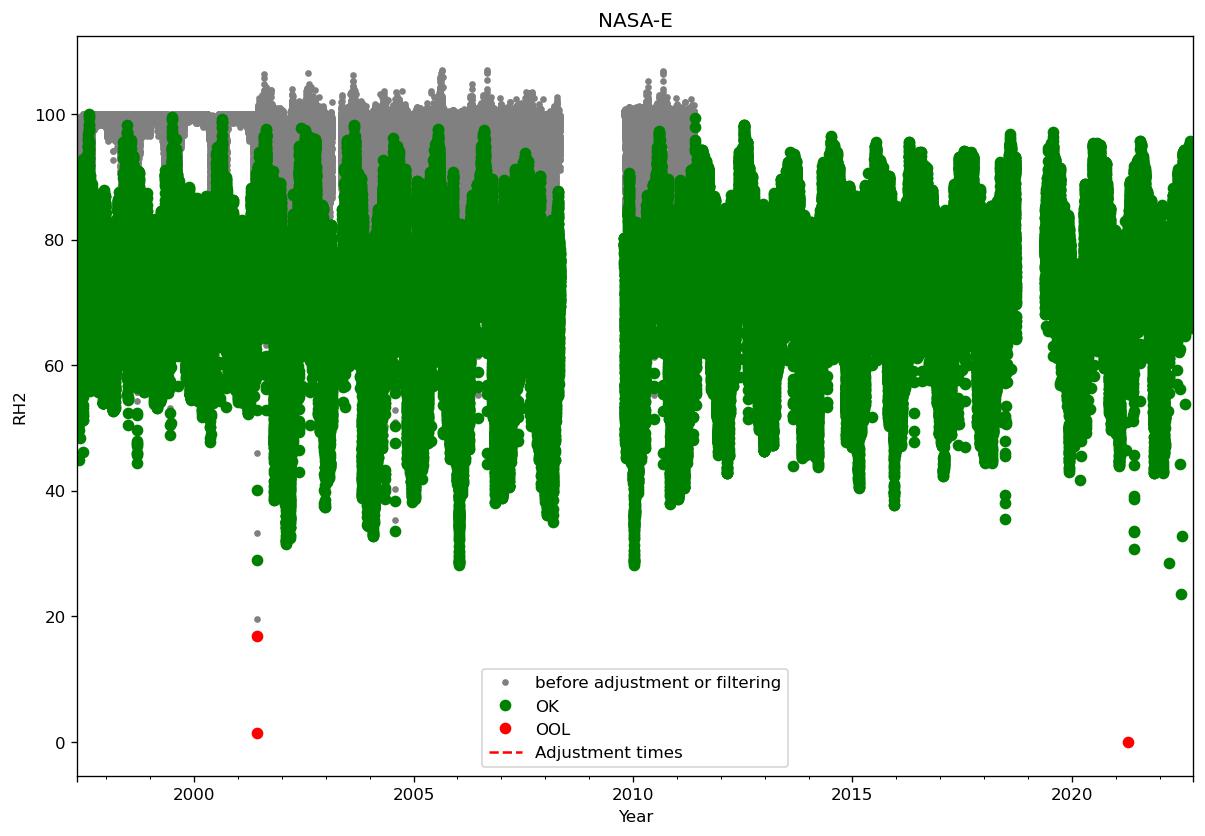 NASA-E
100
80
60
40
20
0
RH2
before adjustment or filtering
OK
OOL
Adjustment times
2000 2005 2010 2015 2020
Year